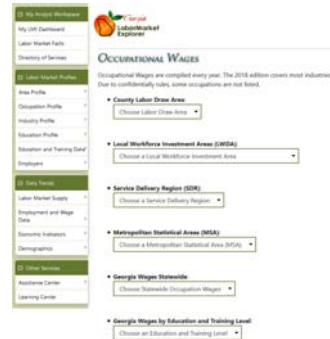 My Analyst Workspace
My LMI Dashboard
Labor Market Facts
Directory of Services
Labor Market Profiles
Area Profile
Occupation Profile
Industry Profile
Education Profile
Education and Training Data
Employers
Data Trends
Labor Market Supply
Employment and Wage
Data
Economic Indicators
Demographics
Other Services
Assistance Center
Learning Center
Georgia
LaborMarket
Explorer
OCCUPATIONAL WAGES
Occupational Wages are compiled every year. The 2018 edition covers most industries
Due to confidentially rules, some occupations are not listed.
County Labor Draw Area:
Choose Labor Draw Area
Local Workforce Investment Areas (LWDA):
Choose a Local Workforce Investment Area
Service Delivery Region (SDR):
Choose a Service Delivery Region
Metropolitan Statistical Areas (MSA):
Choose a Metropolitan Statistical Area (MSA)
Georgia Wages Statewide:
Choose Statewide Occupation Wages
Georgia Wages by Education and Training Level:
Choose an Education and Training Level